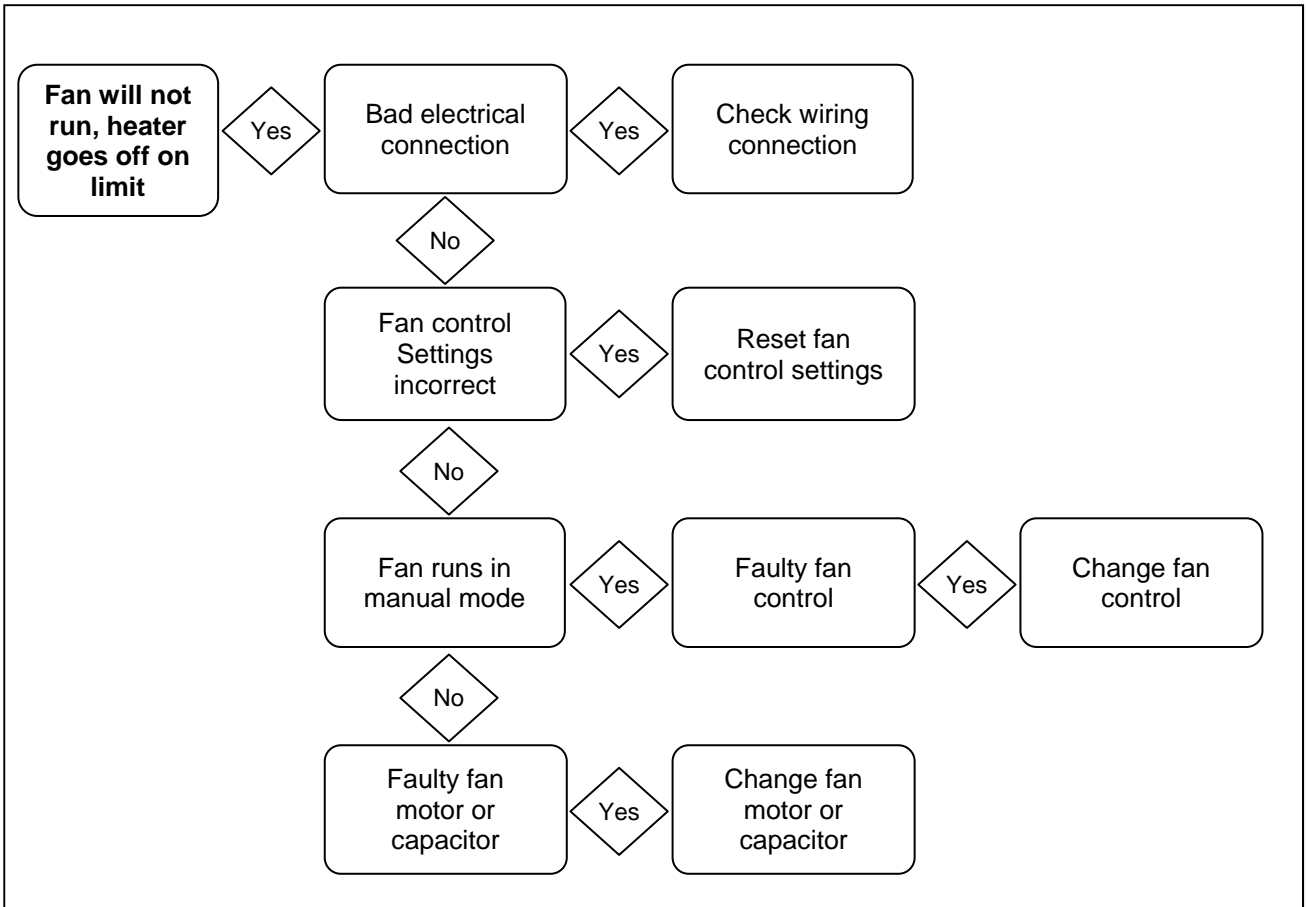 Fan will not
run, heater
goes off on
limit
Yes
Bad electrical
connection
Yes
Check wiring
connection
No
Fan control
Settings
incorrect
Yes
Reset fan
control settings
No
Fan runs in
manual mode
Yes
Faulty fan
control
Yes
Change fan
control
No
Faulty fan
motor or
capacitor
Yes
Change fan
motor or
capacitor